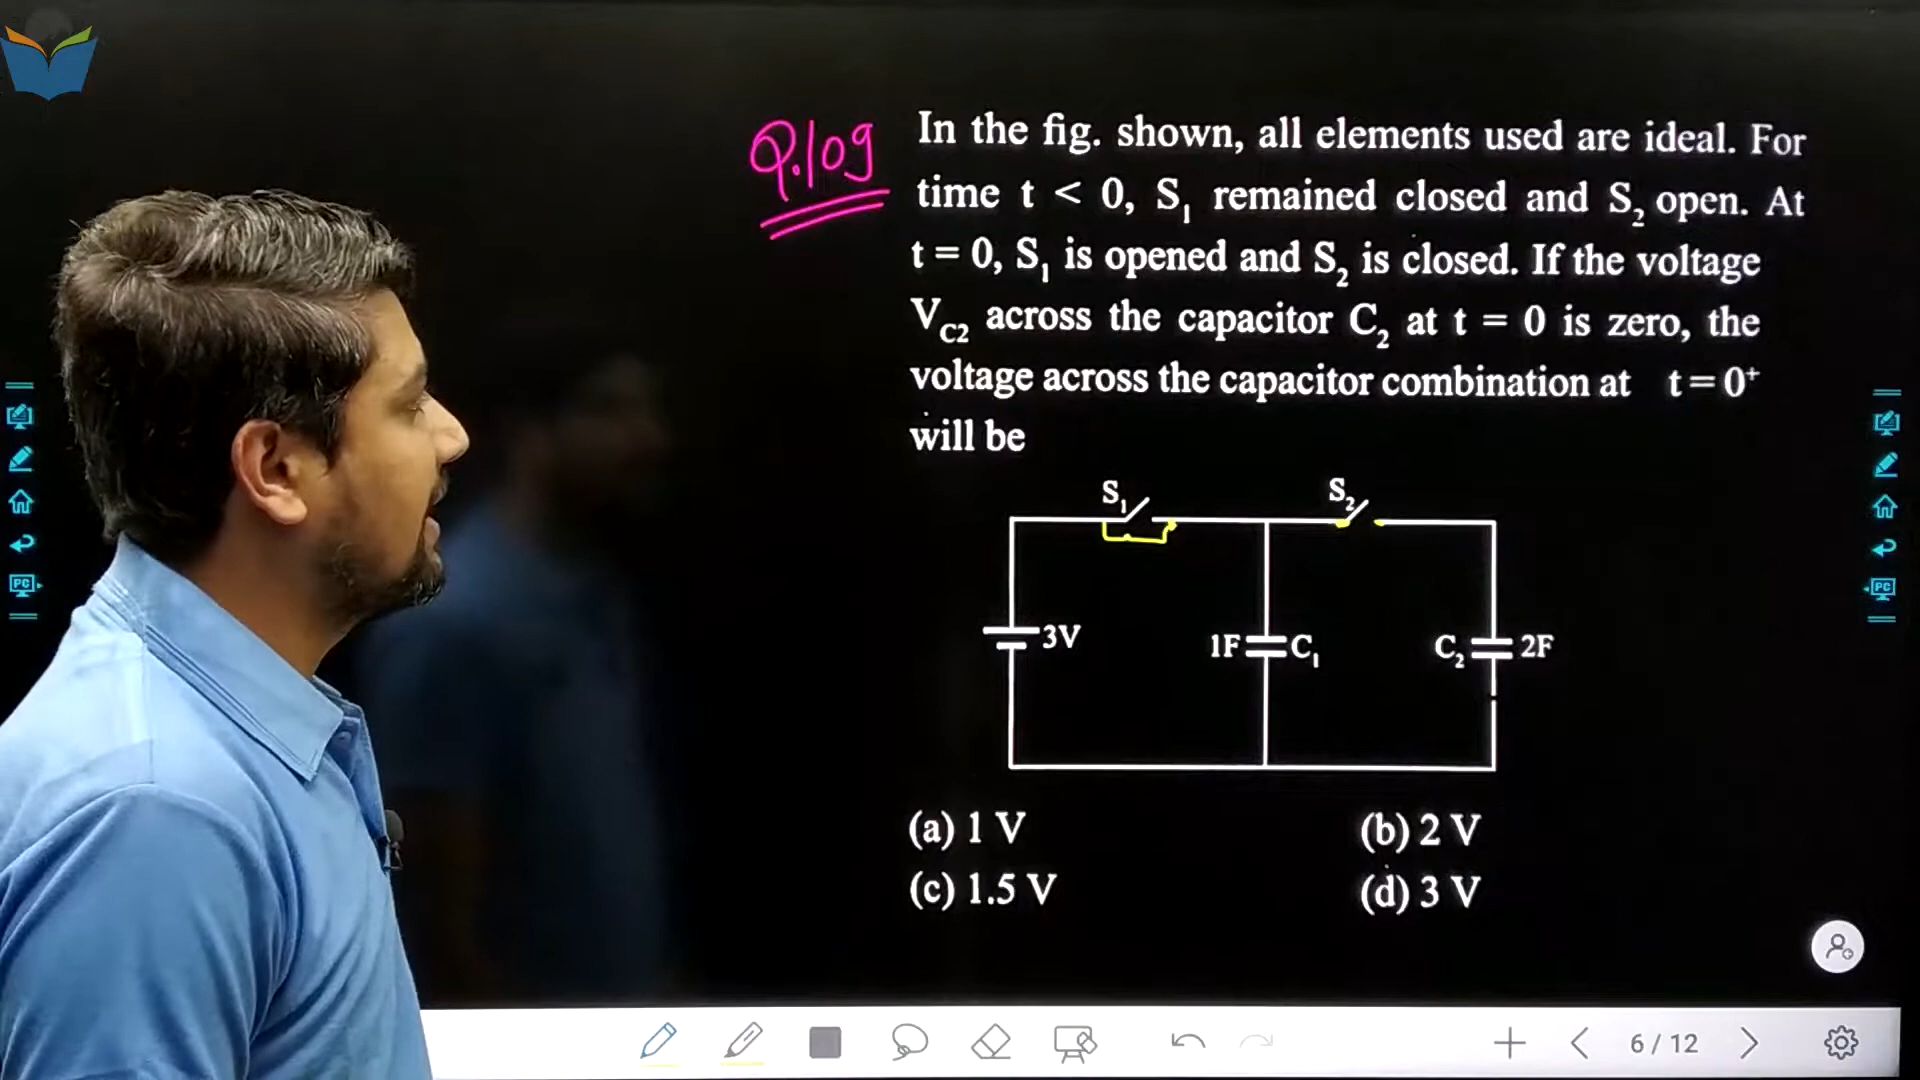 Q.109
In the fig. shown, all elements used are ideal. For
time t < 0, S₁ remained closed and S₂ open. At
t = 0, S₁ is opened and S₂ is closed. If the voltage
V_C2 across the capacitor C₂ at t = 0 is zero, the
voltage across the capacitor combination at t = 0⁺
will be
S₁
S₂
3V
1F
C₁
C₂
2F
(a) 1 V
(b) 2 V
(c) 1.5 V
(d) 3 V
PC
PC
6 / 12